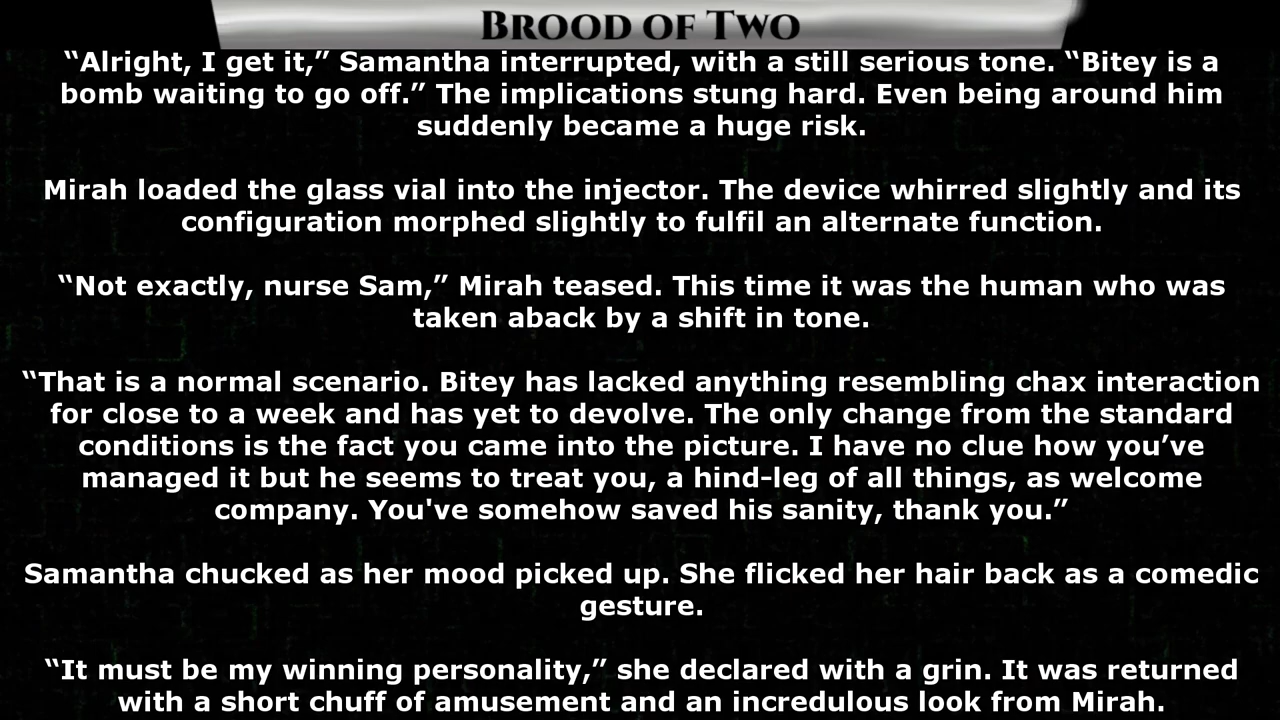 Brood of Two
“Alright, I get it,” Samantha interrupted, with a still serious tone. “Bitey is a
bomb waiting to go off.” The implications stung hard. Even being around him
suddenly became a huge risk.
Mirah loaded the glass vial into the injector. The device whirred slightly and its
configuration morphed slightly to fulfil an alternate function.
“Not exactly, nurse Sam,” Mirah teased. This time it was the human who was
taken aback by a shift in tone.
“That is a normal scenario. Bitey has lacked anything resembling chax interaction
for close to a week and has yet to devolve. The only change from the standard
conditions is the fact you came into the picture. I have no clue how you’ve
managed it but he seems to treat you, a hind-leg of all things, as welcome
company. You've somehow saved his sanity, thank you.”
Samantha chucked as her mood picked up. She flicked her hair back as a comedic
gesture.
“It must be my winning personality,” she declared with a grin. It was returned
with a short chuff of amusement and an incredulous look from Mirah.